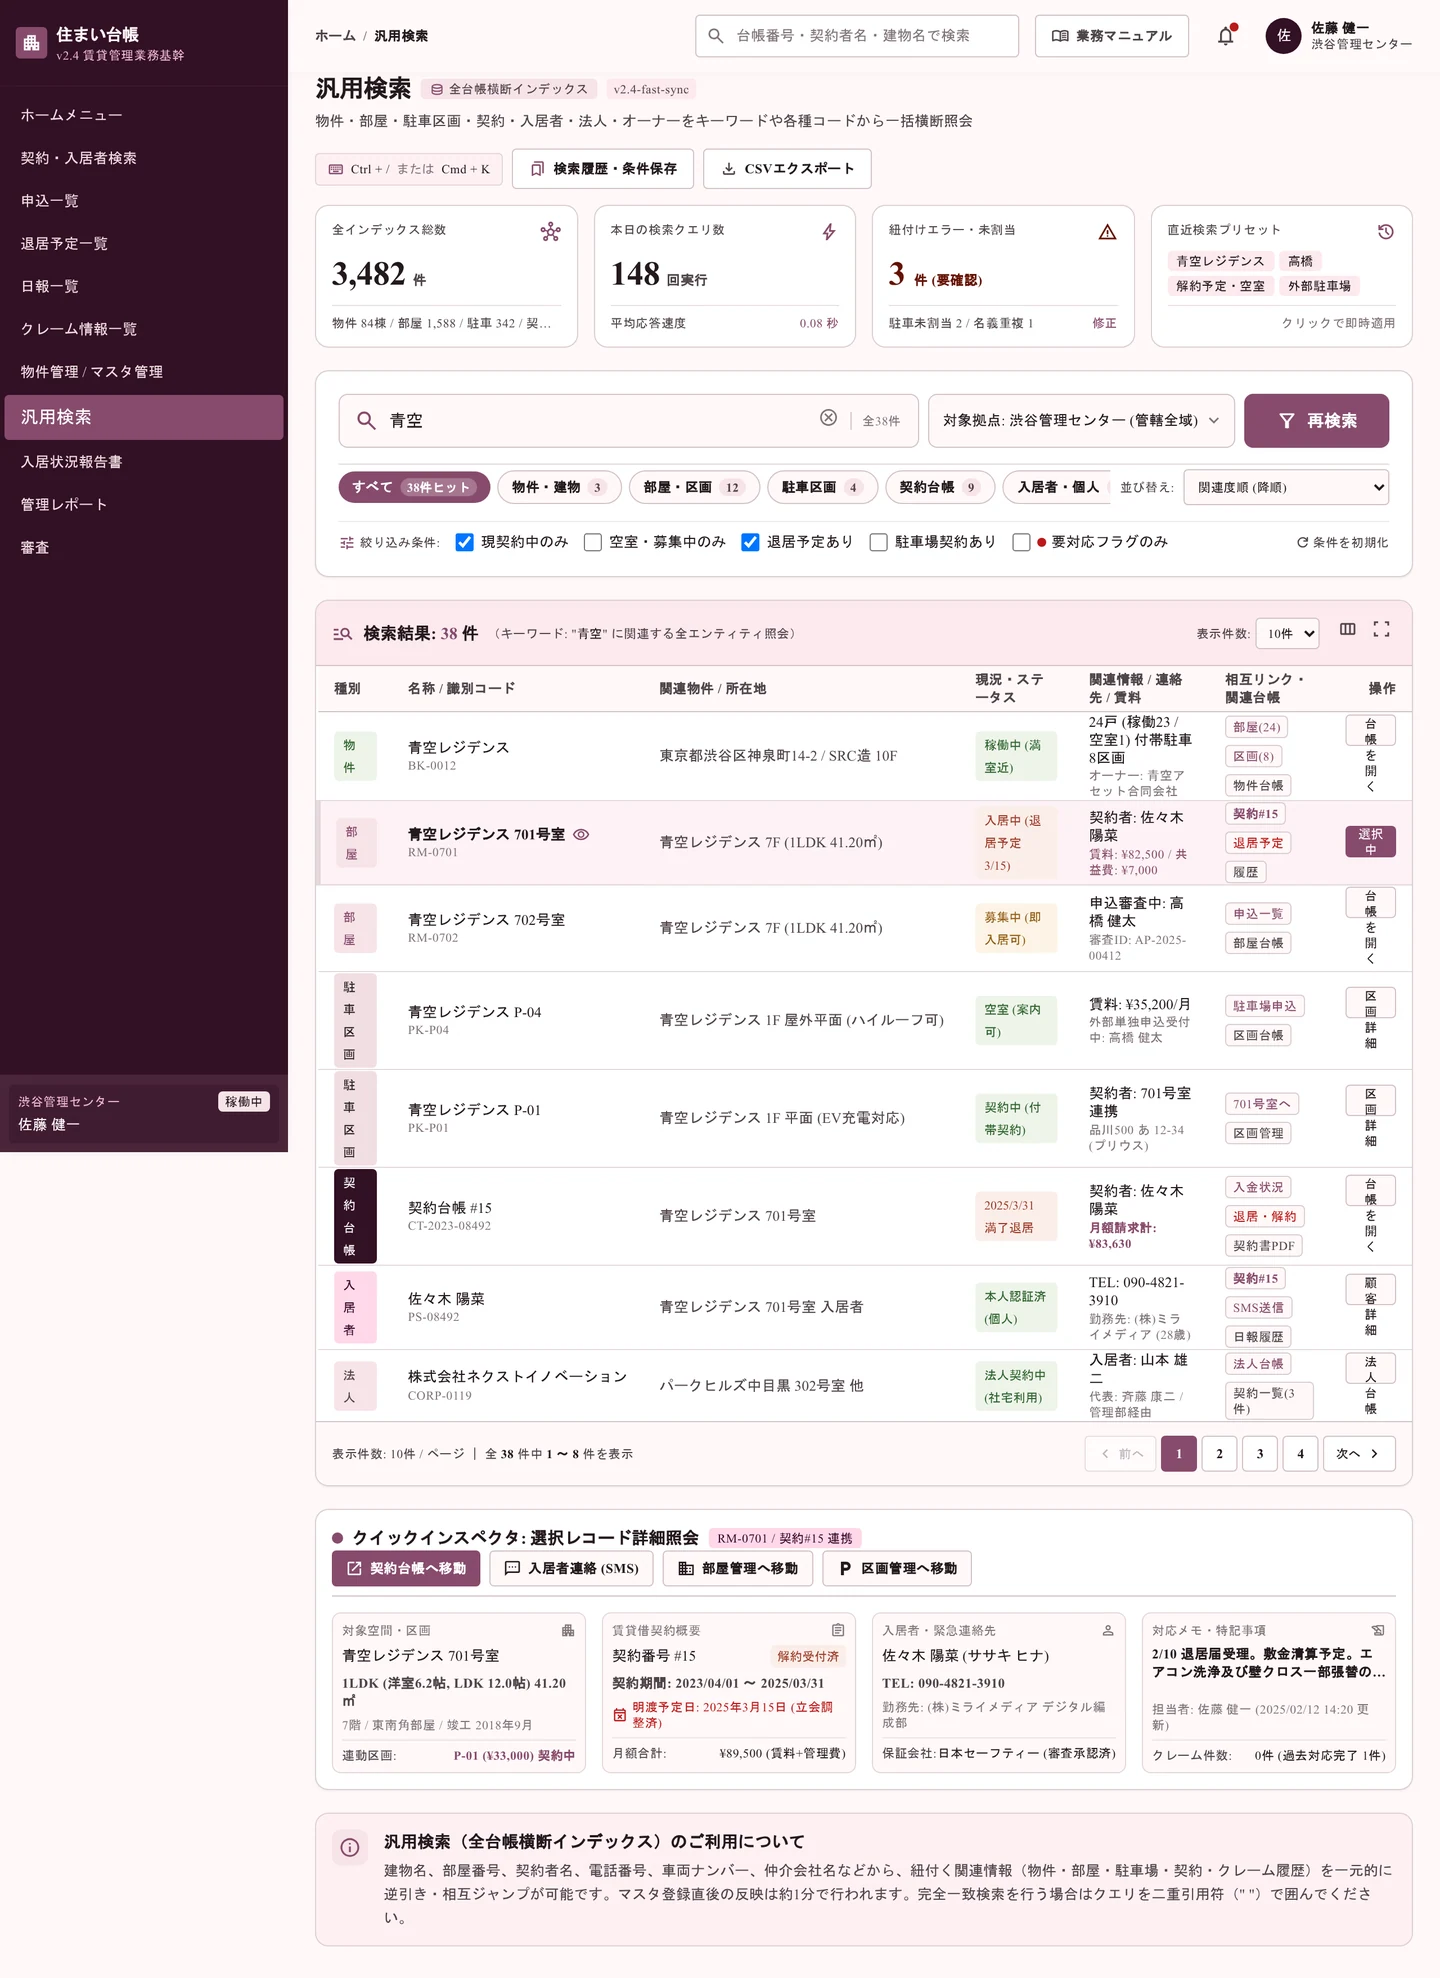 住まい台帳
v2.4 賃貸管理業務基幹
ホームメニュー
契約・入居者検索
申込一覧
退居予定一覧
日報一覧
クレーム情報一覧
物件管理 / マスタ管理
汎用検索
入居状況報告書
管理レポート
審査
渋谷管理センター
稼働中
佐藤 健一
ホーム / 汎用検索
台帳番号・契約者名・建物名で検索
業務マニュアル
佐
佐藤 健一
渋谷管理センター
汎用検索
全台帳横断インデックス
v2.4-fast-sync
物件・部屋・駐車区画・契約・入居者・法人・オーナーをキーワードや各種コードから一括横断照会
Ctrl + / または Cmd + K
検索履歴・条件保存
CSVエクスポート
全インデックス総数
3,482 件
物件 84棟 / 部屋 1,588 / 駐車 342 / 契…
本日の検索クエリ数
148 回実行
平均応答速度
0.08 秒
紐付けエラー・未割当
3 件 (要確認)
駐車未割当 2 / 名義重複 1
修正
直近検索プリセット
青空レジデンス
高橋
解約予定・空室
外部駐車場
クリックで即時適用
青空
全38件
対象拠点: 渋谷管理センター (管轄全域)
再検索
すべて 38件ヒット
物件・建物 3
部屋・区画 12
駐車区画 4
契約台帳 9
入居者・個人
並び替え:
関連度順 (降順)
絞り込み条件:
現契約中のみ
空室・募集中のみ
退居予定あり
駐車場契約あり
要対応フラグのみ
条件を初期化
検索結果: 38 件
（キーワード: "青空" に関連する全エンティティ照会）
表示件数:
10件
種別
名称 / 識別コード
関連物件 / 所在地
現況・ステ
ータス
関連情報 / 連絡
先 / 賃料
相互リンク・
関連台帳
操作
物
件
青空レジデンス
BK-0012
東京都渋谷区神泉町14-2 / SRC造 10F
稼働中 (満
室近)
24戸 (稼働23 /
空室1) 付帯駐車
8区画
オーナー: 青空ア
セット合同会社
部屋(24)
区画(8)
物件台帳
台
帳
を
開
く
部
屋
青空レジデンス 701号室
RM-0701
青空レジデンス 7F (1LDK 41.20㎡)
入居中 (退
居予定
3/15)
契約者: 佐々木
陽菜
賃料: ¥82,500 / 共
益費: ¥7,000
契約#15
退居予定
履歴
選択
中
部
屋
青空レジデンス 702号室
RM-0702
青空レジデンス 7F (1LDK 41.20㎡)
募集中 (即
入居可)
申込審査中: 高
橋 健太
審査ID: AP-2025-
00412
申込一覧
部屋台帳
台
帳
を
開
く
駐
車
区
画
青空レジデンス P-04
PK-P04
青空レジデンス 1F 屋外平面 (ハイルーフ可)
空室 (案内
可)
賃料: ¥35,200/月
外部単独申込受付
中: 高橋 健太
駐車場申込
区画台帳
区
画
詳
細
駐
車
区
画
青空レジデンス P-01
PK-P01
青空レジデンス 1F 平面 (EV充電対応)
契約中 (付
帯契約)
契約者: 701号室
連携
品川500 あ 12-34
(プリウス)
701号室へ
区画管理
区
画
詳
細
契
約
台
帳
契約台帳 #15
CT-2023-08492
青空レジデンス 701号室
2025/3/31
満了退居
契約者: 佐々木
陽菜
月額請求計:
¥83,630
入金状況
退居・解約
契約書PDF
台
帳
を
開
く
入
居
者
佐々木 陽菜
PS-08492
青空レジデンス 701号室 入居者
本人認証済
(個人)
TEL: 090-4821-
3910
勤務先: (株)ミラ
イメディア (28歳)
契約#15
SMS送信
日報履歴
顧
客
詳
細
法
人
株式会社ネクストイノベーション
CORP-0119
パークヒルズ中目黒 302号室 他
法人契約中
(社宅利用)
入居者: 山本 雄
二
代表: 斉藤 康二 /
管理部経由
法人台帳
契約一覧(3
件)
法
人
台
帳
表示件数: 10件 / ページ | 全 38 件中 1 〜 8 件を表示
前へ
1
2
3
4
次へ
クイックインスペクタ: 選択レコード詳細照会
RM-0701 / 契約#15 連携
契約台帳へ移動
入居者連絡 (SMS)
部屋管理へ移動
区画管理へ移動
対象空間・区画
青空レジデンス 701号室
1LDK (洋室6.2帖, LDK 12.0帖) 41.20
㎡
7階 / 東南角部屋 / 竣工 2018年9月
連動区画:
P-01 (¥33,000) 契約中
賃貸借契約概要
契約番号 #15
解約受付済
契約期間: 2023/04/01 〜 2025/03/31
明渡予定日: 2025年3月15日 (立会調
整済)
月額合計:
¥89,500 (賃料+管理費)
入居者・緊急連絡先
佐々木 陽菜 (ササキ ヒナ)
TEL: 090-4821-3910
勤務先: (株)ミライメディア デジタル編
成部
保証会社:
日本セーフティー (審査承認済)
対応メモ・特記事項
2/10 退居届受理。敷金清算予定。エ
アコン洗浄及び壁クロス一部張替の…
担当者: 佐藤 健一 (2025/02/12 14:20 更
新)
クレーム件数:
0件 (過去対応完了 1件)
汎用検索（全台帳横断インデックス）のご利用について
建物名、部屋番号、契約者名、電話番号、車両ナンバー、仲介会社名などから、紐付く関連情報（物件・部屋・駐車場・契約・クレーム履歴）を一元的に
逆引き・相互ジャンプが可能です。マスタ登録直後の反映は約1分で行われます。完全一致検索を行う場合はクエリを二重引用符（" "）で囲んでくださ
い。